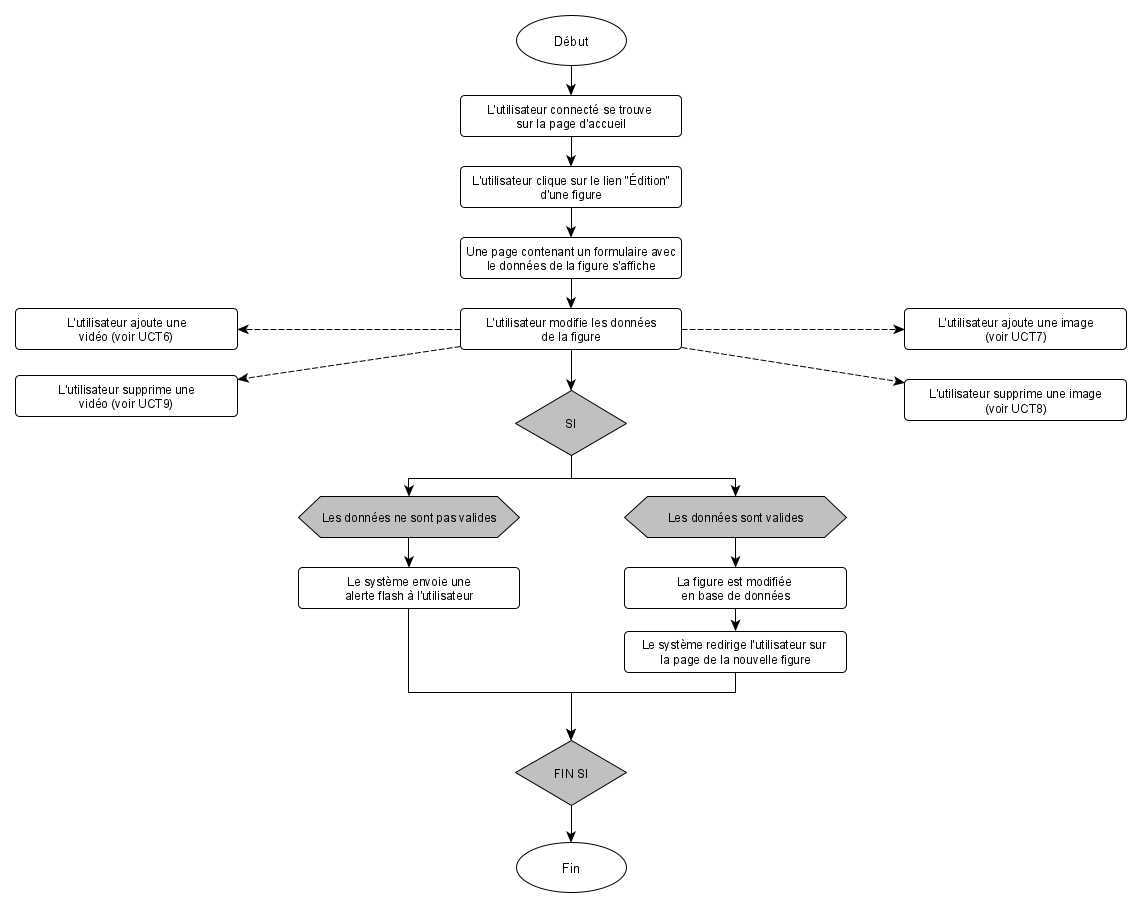 Début
L'utilisateur connecté se trouve
sur la page d'accueil
L'utilisateur clique sur le lien "Édition"
d'une figure
Une page contenant un formulaire avec
le données de la figure s'affiche
L'utilisateur ajoute une
vidéo (voir UCT6)
L'utilisateur modifie les données
de la figure
L'utilisateur ajoute une image
(voir UCT7)
L'utilisateur supprime une
vidéo (voir UCT9)
L'utilisateur supprime une image
(voir UCT8)
SI
Les données ne sont pas valides
Les données sont valides
Le système envoie une
alerte flash à l'utilisateur
La figure est modifiée
en base de données
Le système redirige l'utilisateur sur
la page de la nouvelle figure
FIN SI
Fin